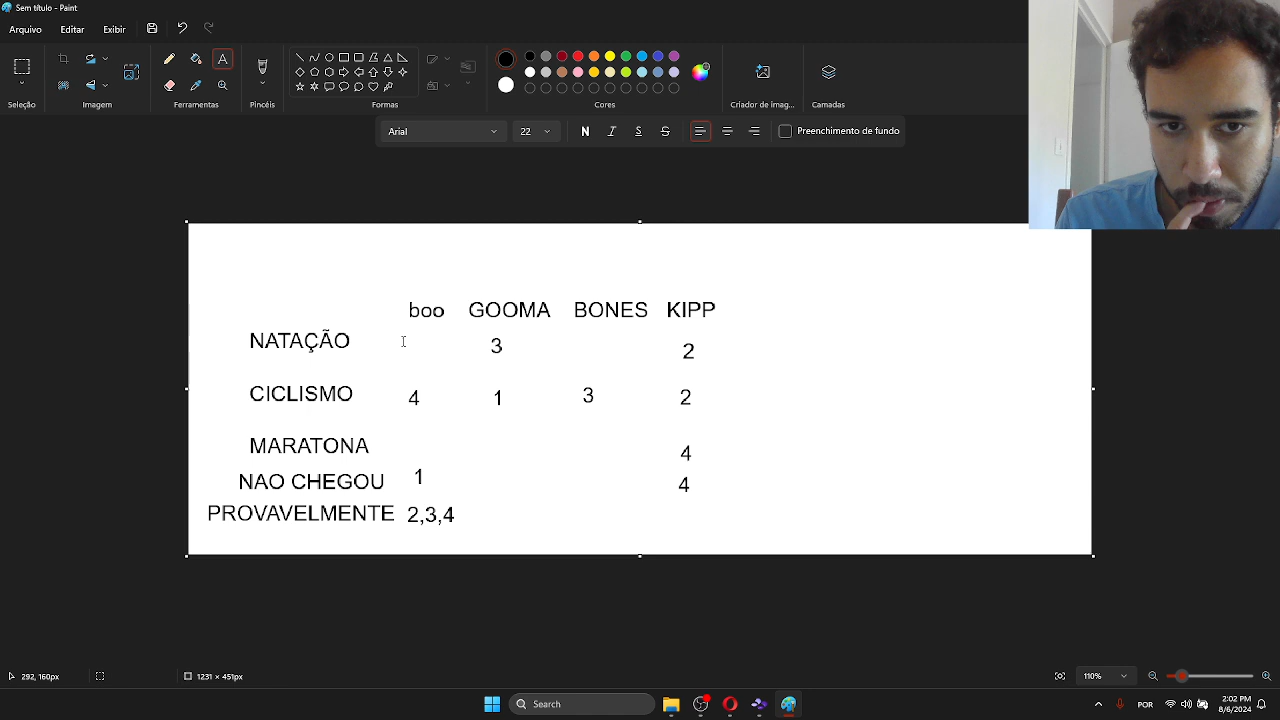 Sem título - Paint
Arquivo Editar Exibir
Seleção Imagem Ferramentas Pincéis Formas Cores Criador de imag... Camadas
Arial 22 N I S S Preenchimento de fundo
boo GOOMA BONES KIPP
NATAÇÃO 3 2
CICLISMO 4 1 3 2
MARATONA 4
NAO CHEGOU 1 4
PROVAVELMENTE 2,3,4
292, 160px 1231 × 451px 110%
Search POR 2:02 PM
8/6/2024